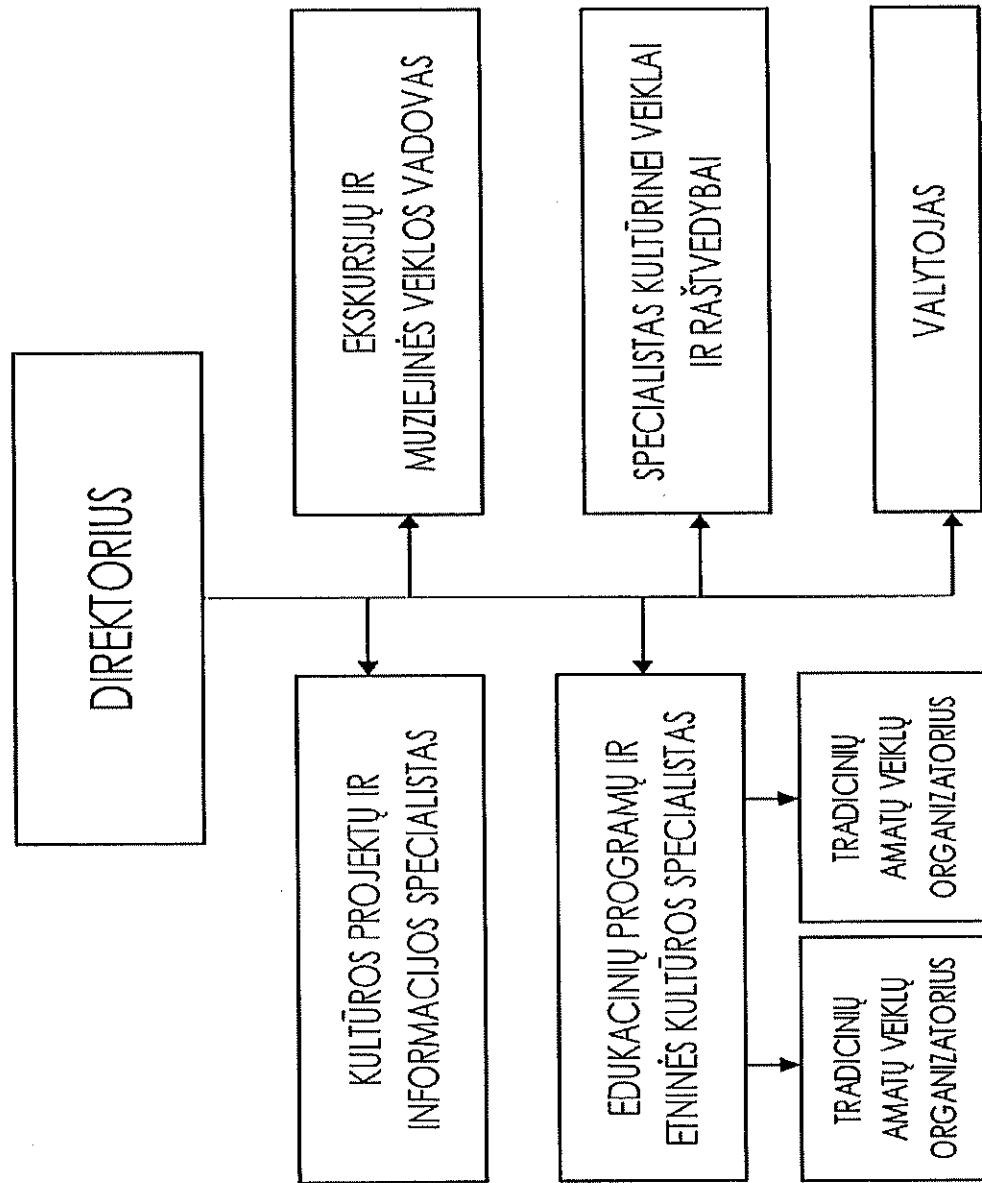 DIREKTORIUS
KULTŪROS PROJEKTŲ IR
INFORMACIJOS SPECIALISTAS
EKSKURSIJŲ IR
MUZIEJINĖS VEIKLOS VADOVAS
EDUKACINIŲ PROGRAMŲ IR
ETNINĖS KULTŪROS SPECIALISTAS
SPECIALISTAS KULTŪRINEI VEIKLAI
IR RAŠTVEDYBAI
TRADICINIŲ
AMATŲ VEIKLŲ
ORGANIZATORIUS
TRADICINIŲ
AMATŲ VEIKLŲ
ORGANIZATORIUS
VALYTOJAS